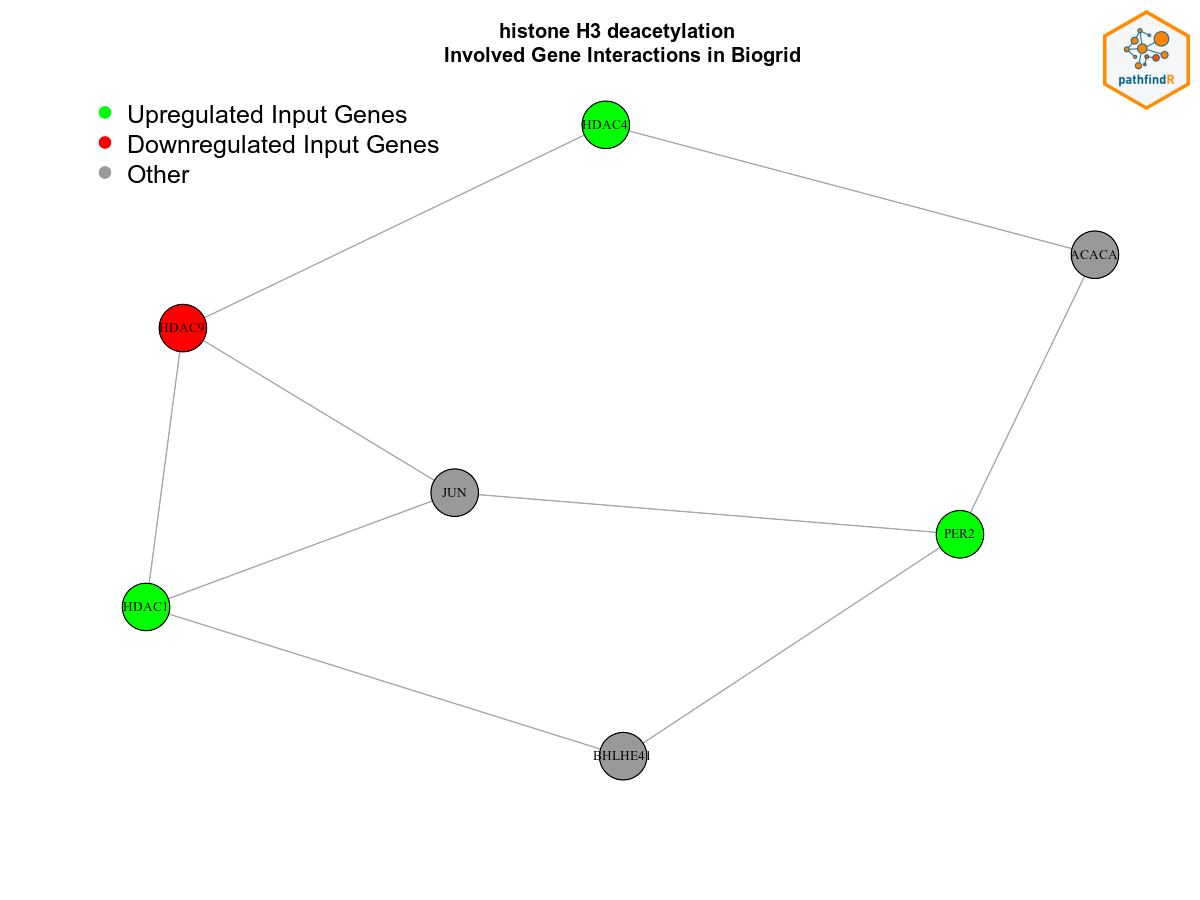 histone H3 deacetylation
Involved Gene Interactions in Biogrid
pathfindR
Upregulated Input Genes
Downregulated Input Genes
Other
HDAC4
ACACA
HDAC9
JUN
PER2
HDAC1
BHLHE41